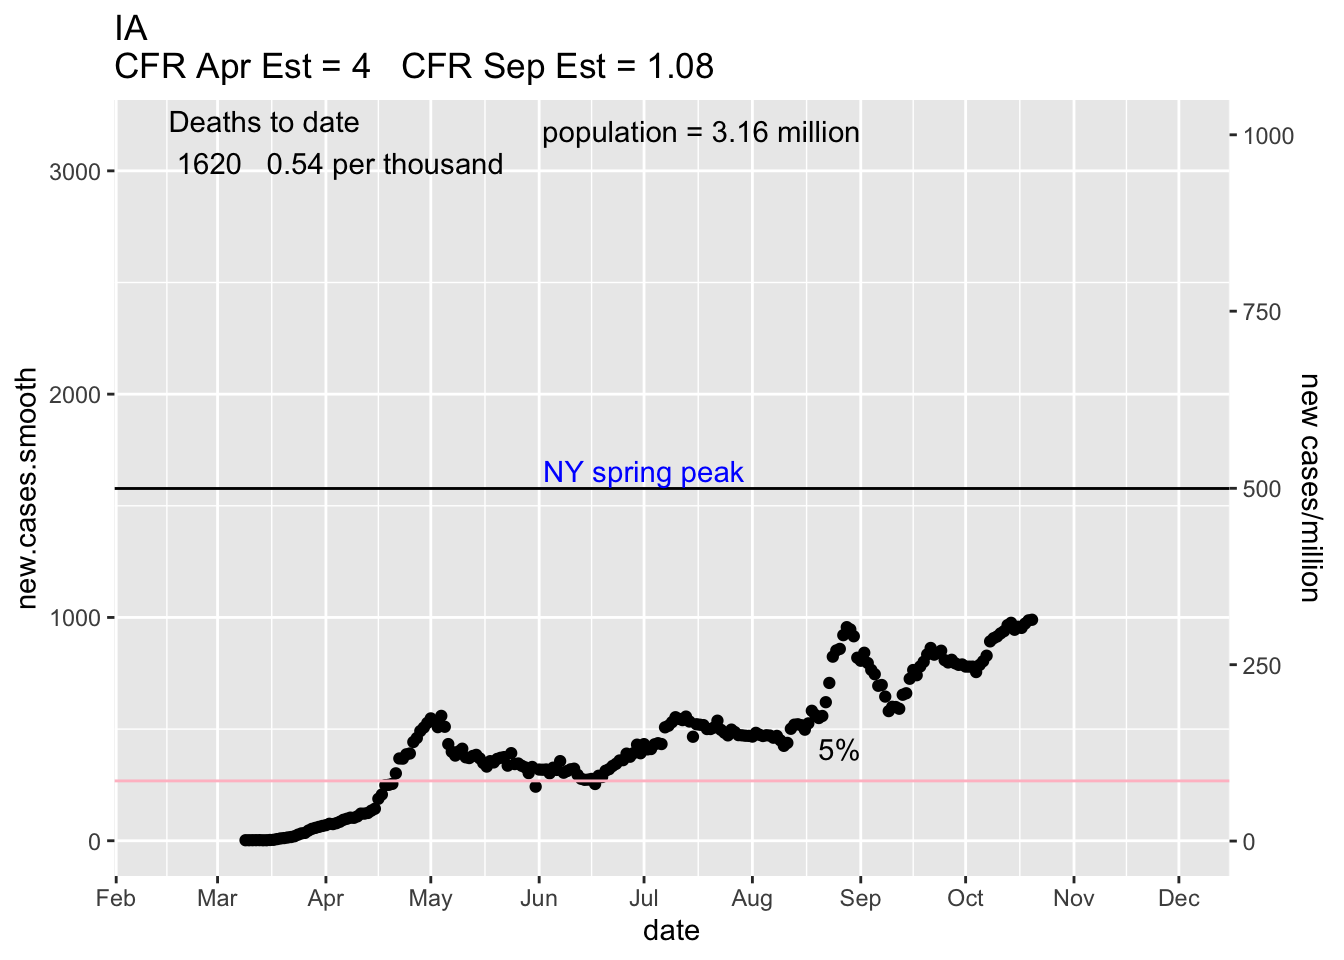 IA
CFR Apr Est = 4   CFR Sep Est = 1.08
Deaths to date
1620   0.54 per thousand
population = 3.16 million
NY spring peak
5%
new.cases.smooth
3000
2000
1000
0
1000
750
500
250
0
new cases/million
Feb Mar Apr May Jun Jul Aug Sep Oct Nov Dec
date